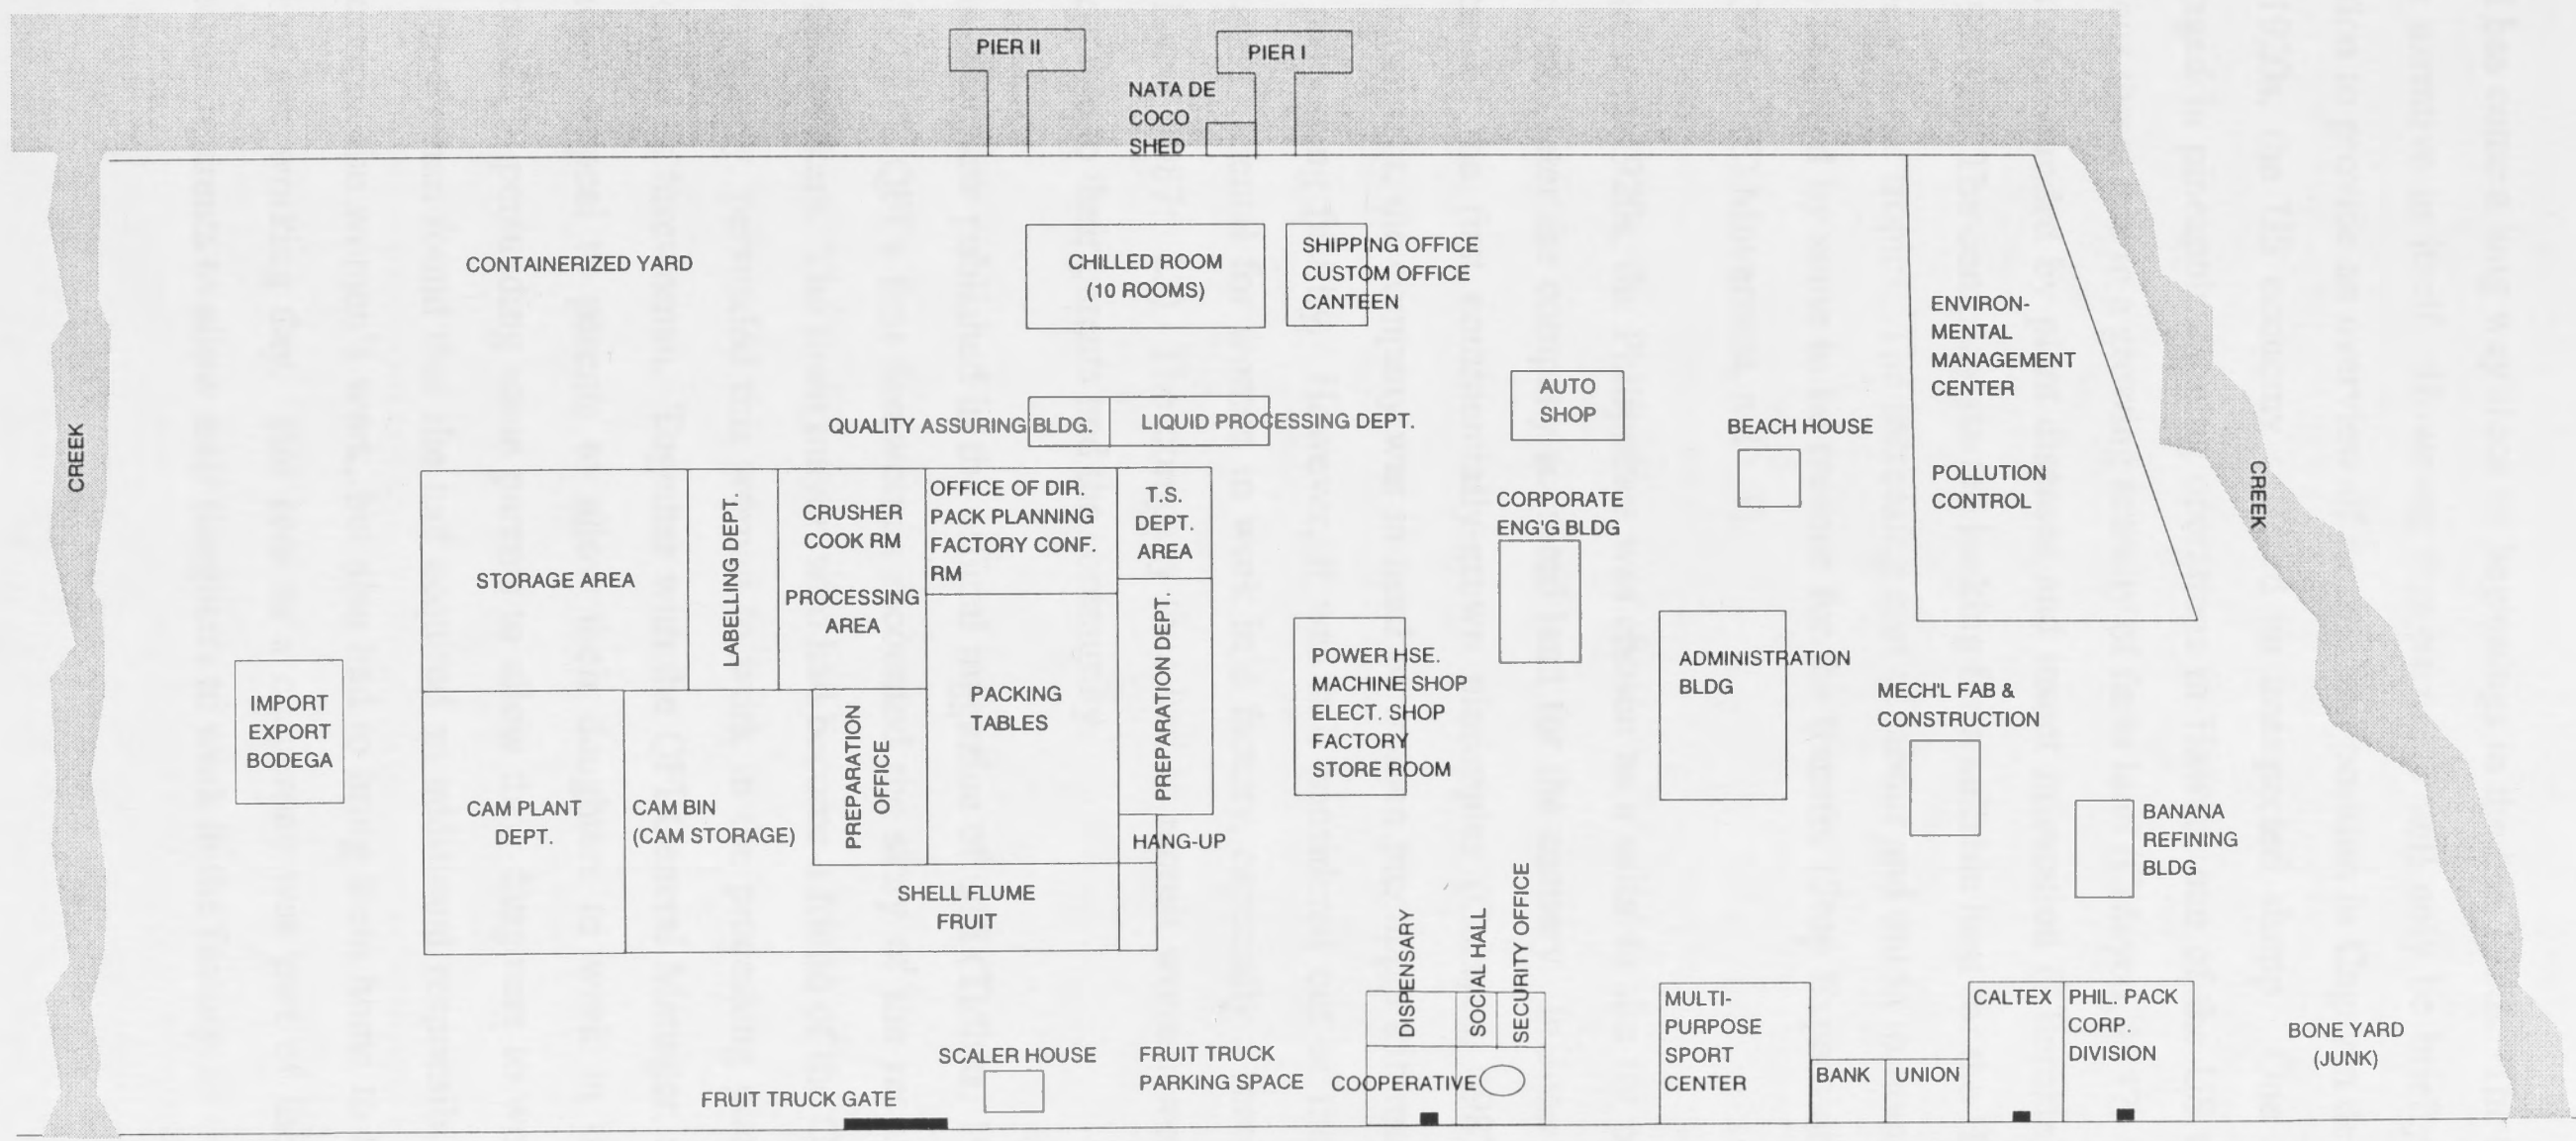 PIER II
PIER I
NATA DE
COCO
SHED
CONTAINERIZED YARD
CHILLED ROOM
(10 ROOMS)
SHIPPING OFFICE
CUSTOM OFFICE
CANTEEN
ENVIRON-
MENTAL
MANAGEMENT
CENTER
POLLUTION
CONTROL
CREEK
QUALITY ASSURING BLDG.
LIQUID PROCESSING DEPT.
AUTO
SHOP
BEACH HOUSE
CREEK
STORAGE AREA
LABELLING DEPT.
CRUSHER
COOK RM
PROCESSING
AREA
OFFICE OF DIR.
PACK PLANNING
FACTORY CONF.
RM
T.S.
DEPT.
AREA
CORPORATE
ENG'G BLDG
PREPARATION DEPT.
PACKING
TABLES
POWER HSE.
MACHINE SHOP
ELECT. SHOP
FACTORY
STORE ROOM
ADMINISTRATION
BLDG
MECH'L FAB &
CONSTRUCTION
IMPORT
EXPORT
BODEGA
CAM PLANT
DEPT.
CAM BIN
(CAM STORAGE)
PREPARATION
OFFICE
HANG-UP
BANANA
REFINING
BLDG
SHELL FLUME
FRUIT
DISPENSARY
SOCIAL HALL
SECURITY OFFICE
MULTI-
PURPOSE
SPORT
CENTER
CALTEX
PHIL. PACK
CORP.
DIVISION
BONE YARD
(JUNK)
SCALER HOUSE
FRUIT TRUCK
PARKING SPACE
COOPERATIVE
BANK
UNION
FRUIT TRUCK GATE